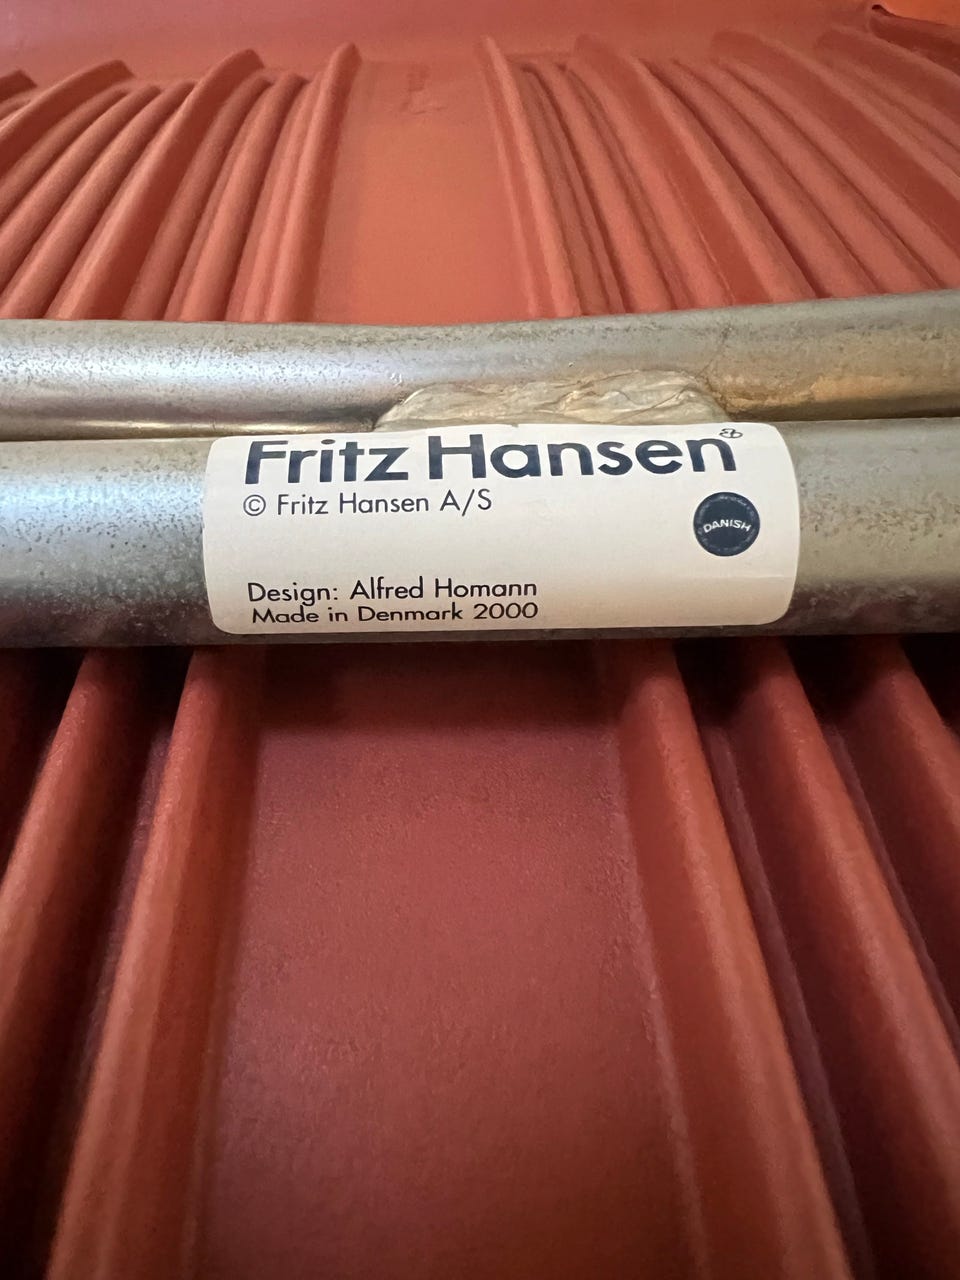 Fritz Hansen
© Fritz Hansen A/S
DANISH
Design: Alfred Homann
Made in Denmark 2000